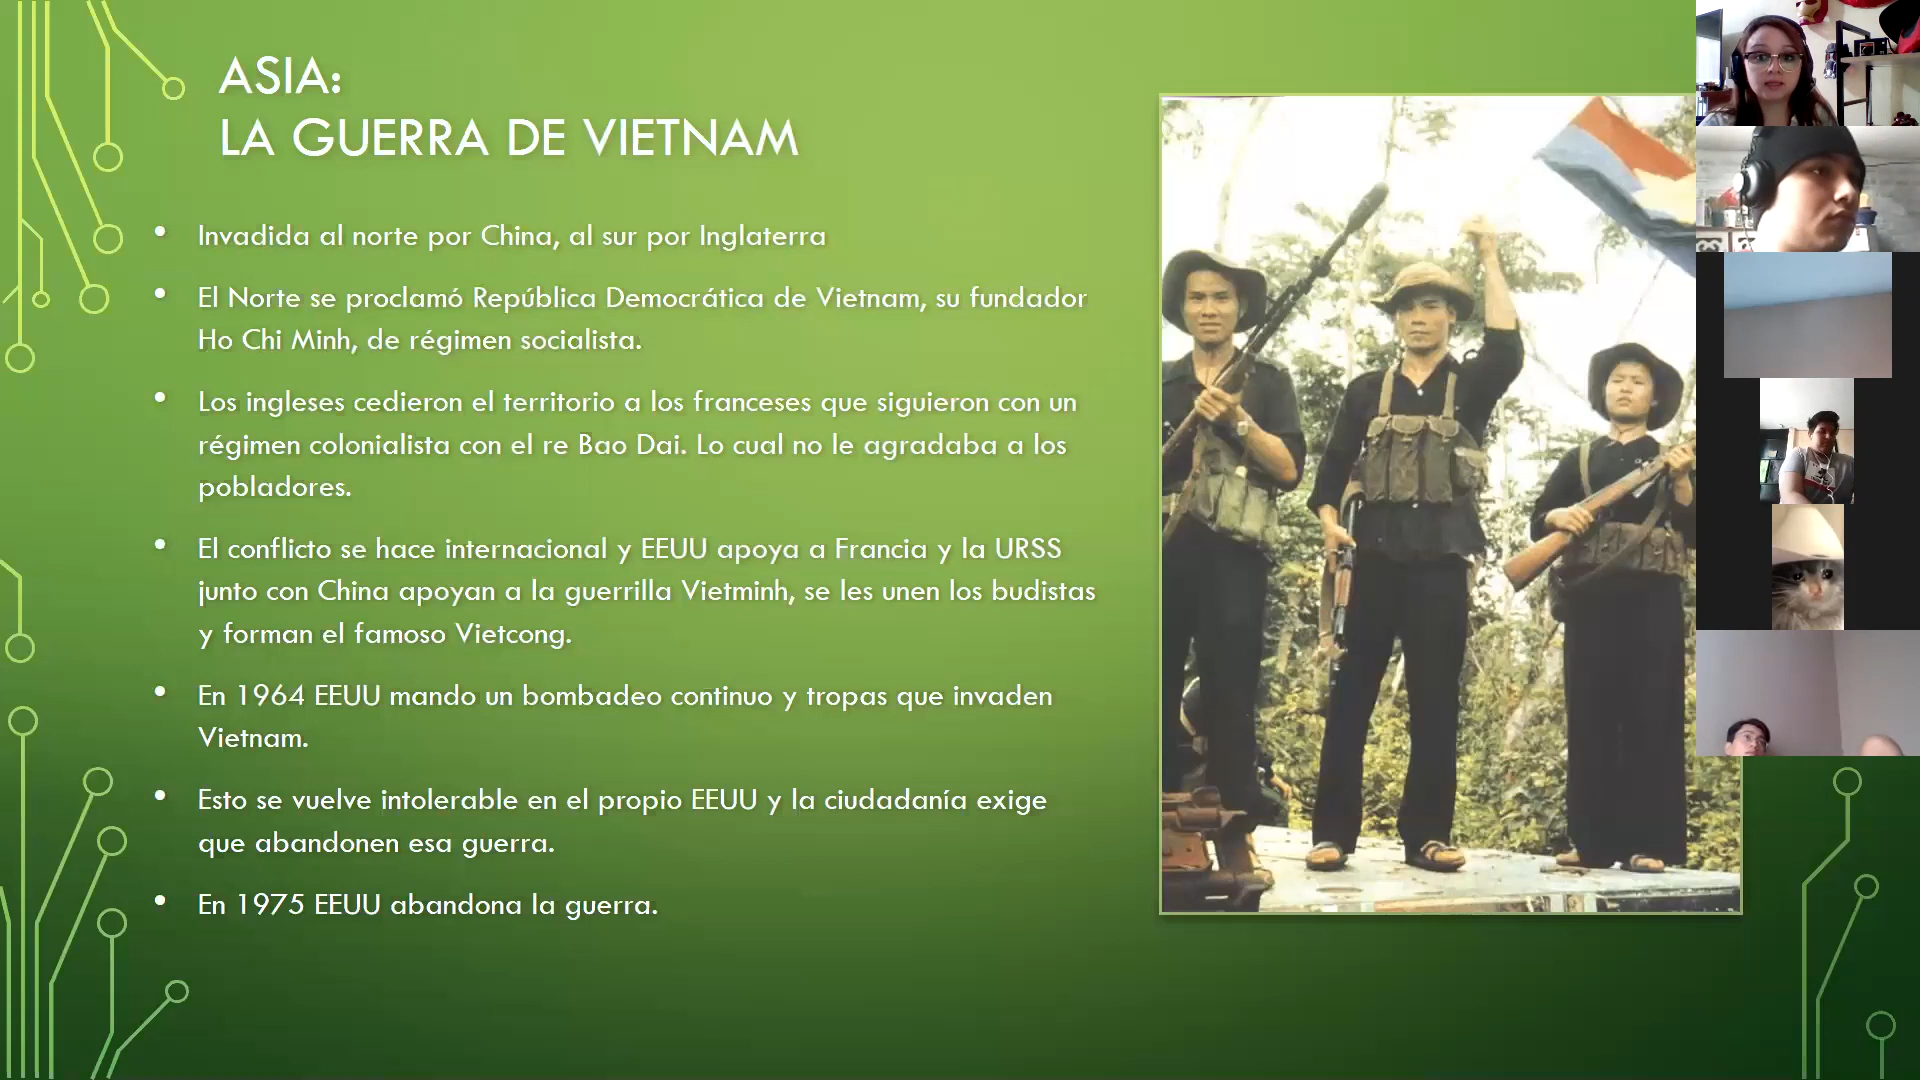 ASIA:
LA GUERRA DE VIETNAM
• Invadida al norte por China, al sur por Inglaterra
• El Norte se proclamó República Democrática de Vietnam, su fundador
Ho Chi Minh, de régimen socialista.
• Los ingleses cedieron el territorio a los franceses que siguieron con un
régimen colonialista con el re Bao Dai. Lo cual no le agradaba a los
pobladores.
• El conflicto se hace internacional y EEUU apoya a Francia y la URSS
junto con China apoyan a la guerrilla Vietminh, se les unen los budistas
y forman el famoso Vietcong.
• En 1964 EEUU mando un bombadeo continuo y tropas que invaden
Vietnam.
• Esto se vuelve intolerable en el propio EEUU y la ciudadanía exige
que abandonen esa guerra.
• En 1975 EEUU abandona la guerra.